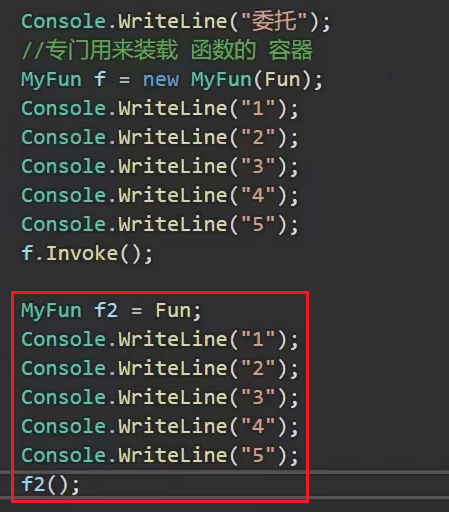 Console.WriteLine("委托");
//专门用来装载 函数的 容器
MyFun f = new MyFun(Fun);
Console.WriteLine("1");
Console.WriteLine("2");
Console.WriteLine("3");
Console.WriteLine("4");
Console.WriteLine("5");
f.Invoke();
MyFun f2 = Fun;
Console.WriteLine("1");
Console.WriteLine("2");
Console.WriteLine("3");
Console.WriteLine("4");
Console.WriteLine("5");
f2();